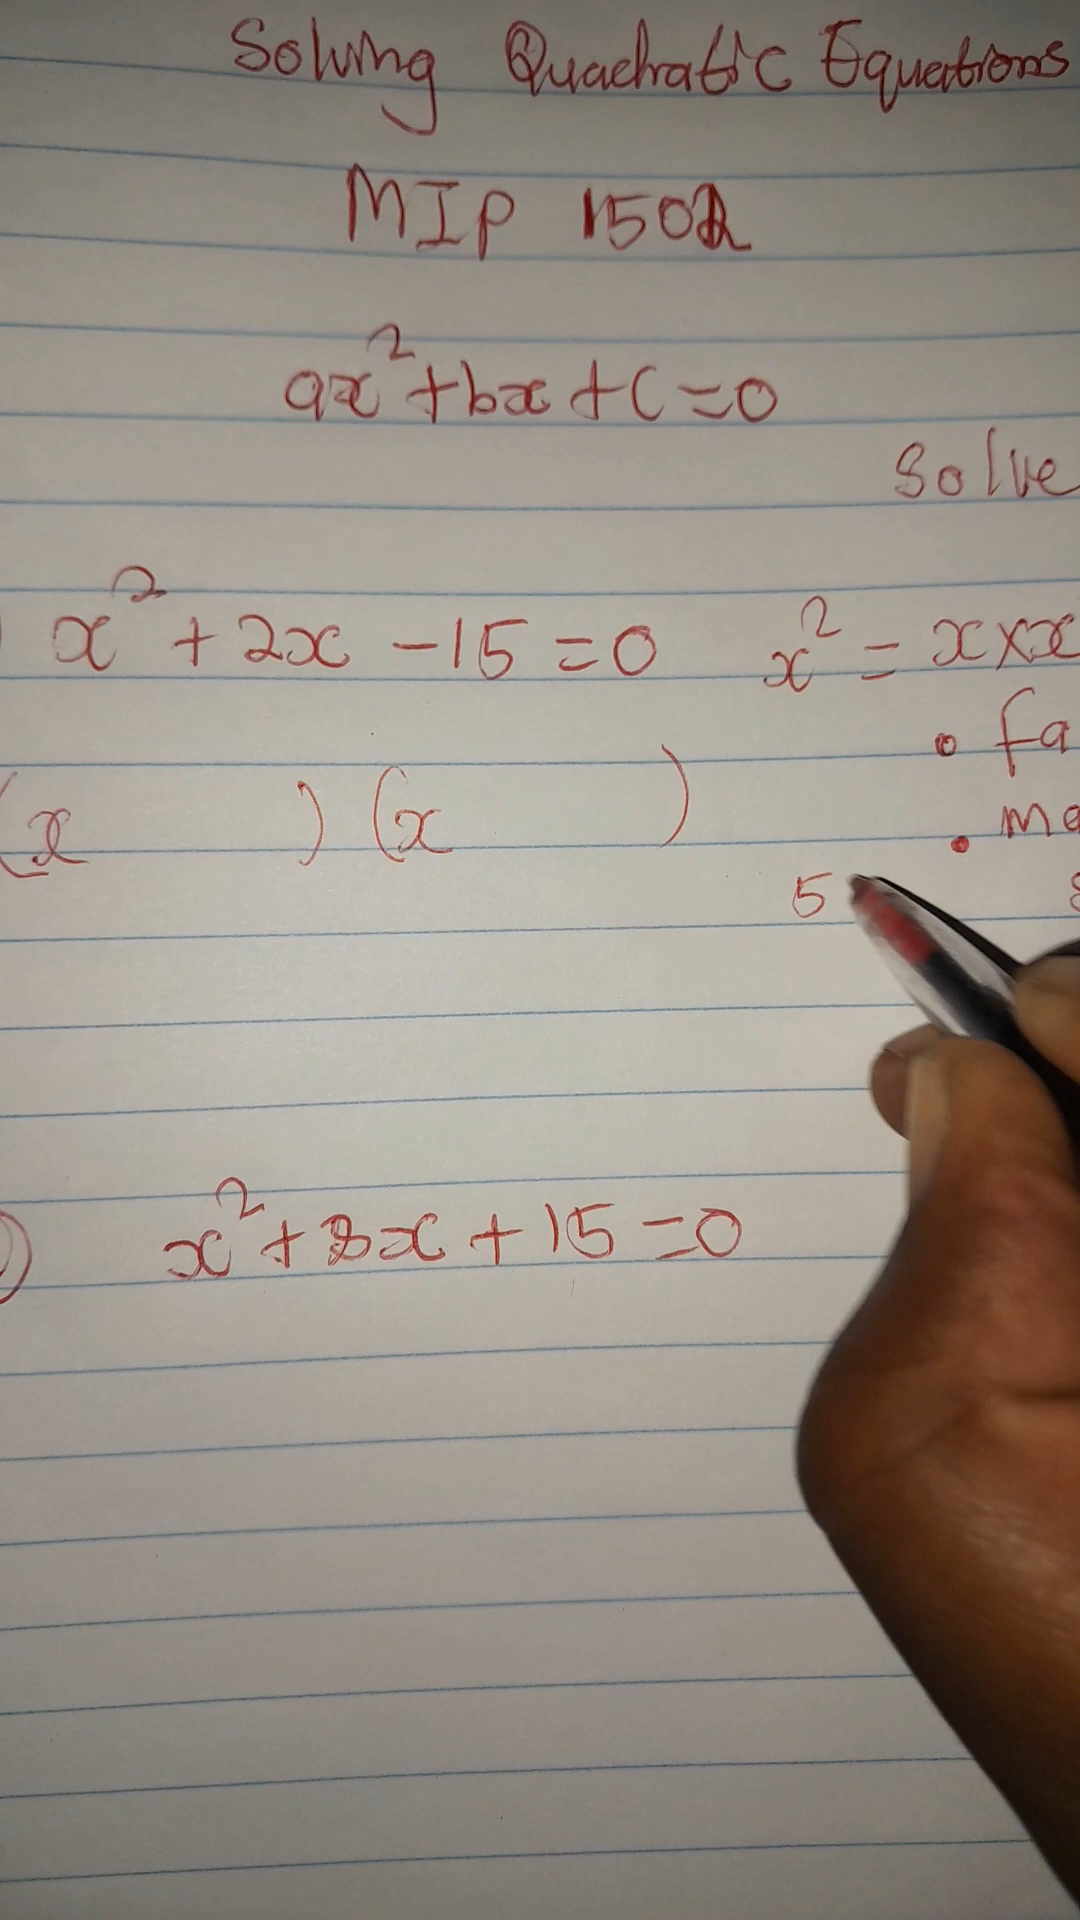 Solving Quadratic Equations
MIP 1502
ax² + bx + c = 0
Solve
x² + 2x - 15 = 0
x² = x × x
(x ) (x )
5
x² + 8x + 15 = 0